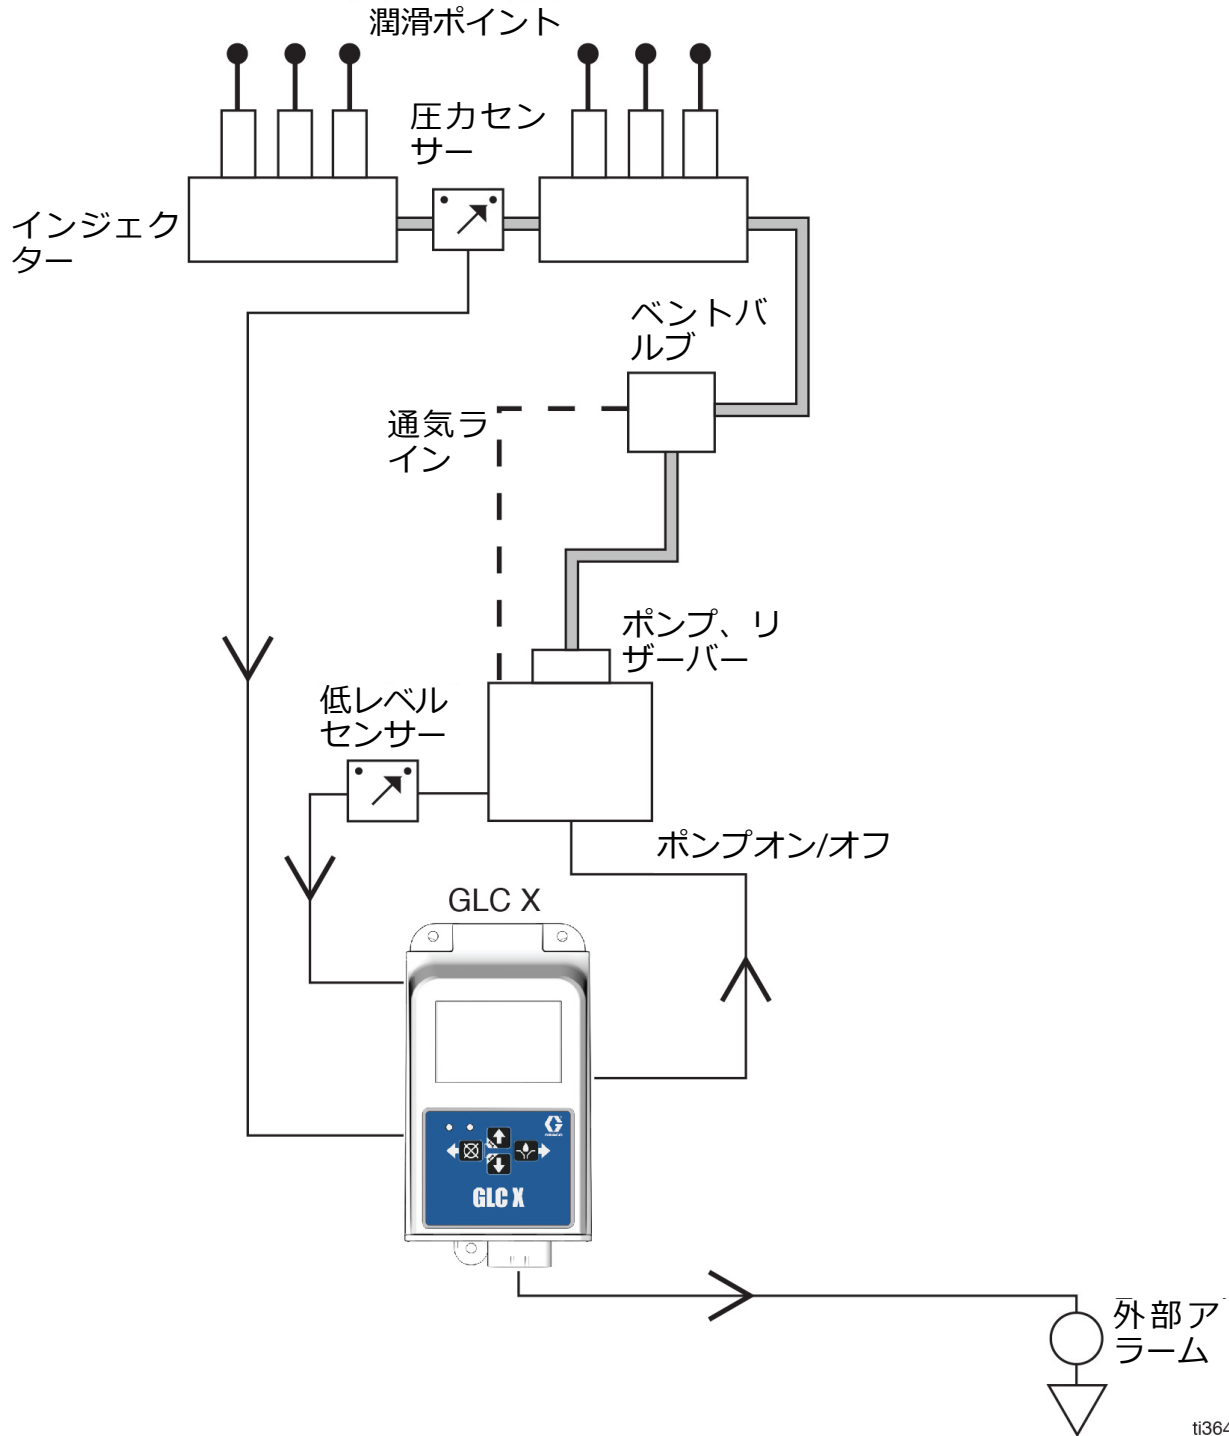 潤滑ポイント
圧力セン
サー
インジェク
ター
ベントバ
ルブ
通気ラ
イン
ポンプ、リ
ザーバー
低レベル
センサー
ポンプオン/オフ
GLC X
GLC X
外部ア
ラーム
ti364